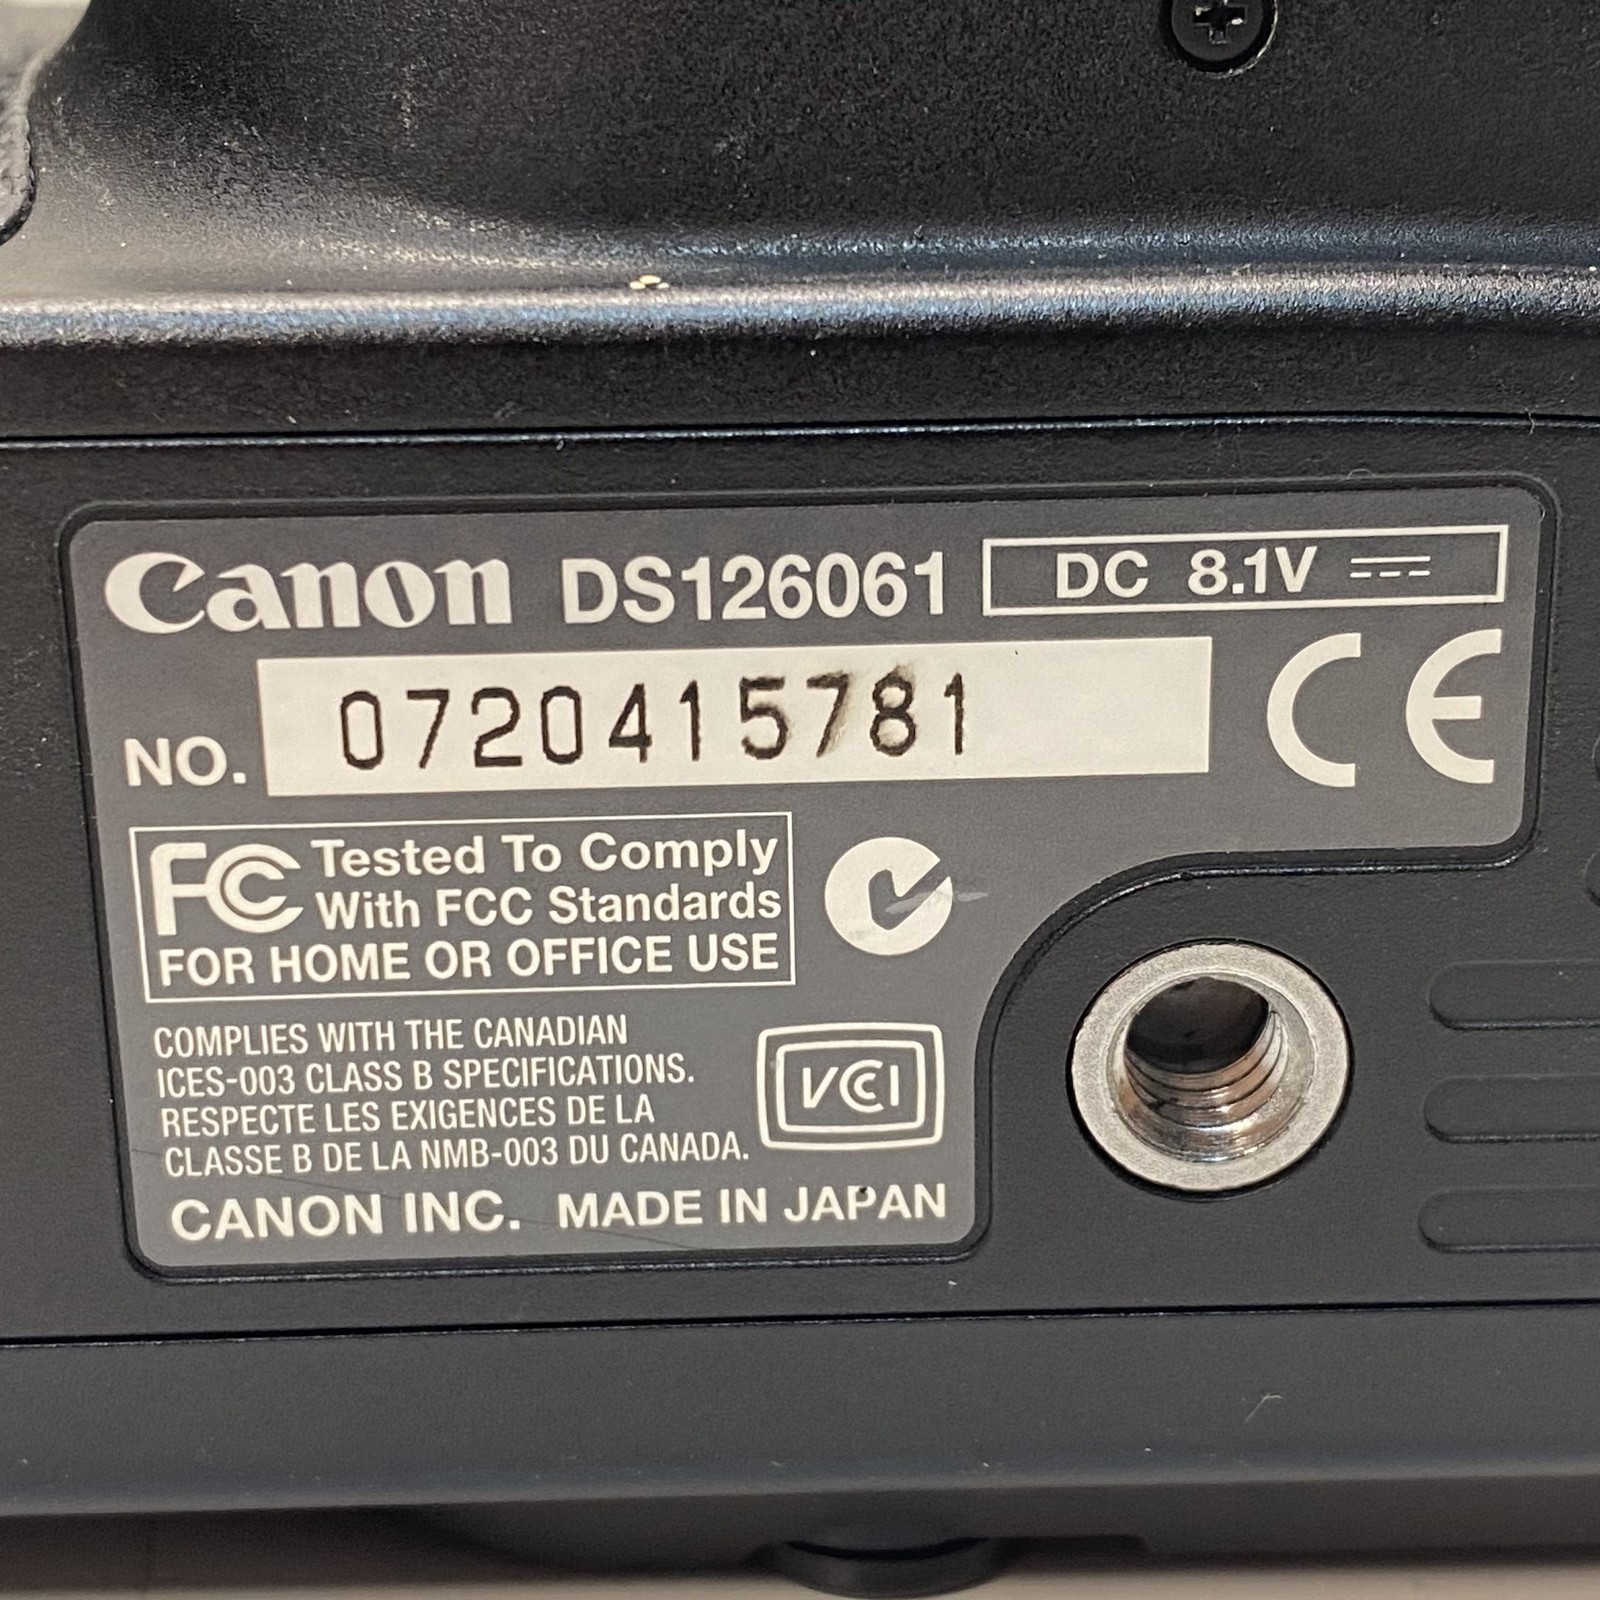 Canon DS126061 DC 8.1V
NO. 0720415781
CE
FC Tested To Comply
With FCC Standards
FOR HOME OR OFFICE USE
COMPLIES WITH THE CANADIAN
ICES-003 CLASS B SPECIFICATIONS.
RESPECTE LES EXIGENCES DE LA
CLASSE B DE LA NMB-003 DU CANADA.
VCCI
CANON INC. MADE IN JAPAN